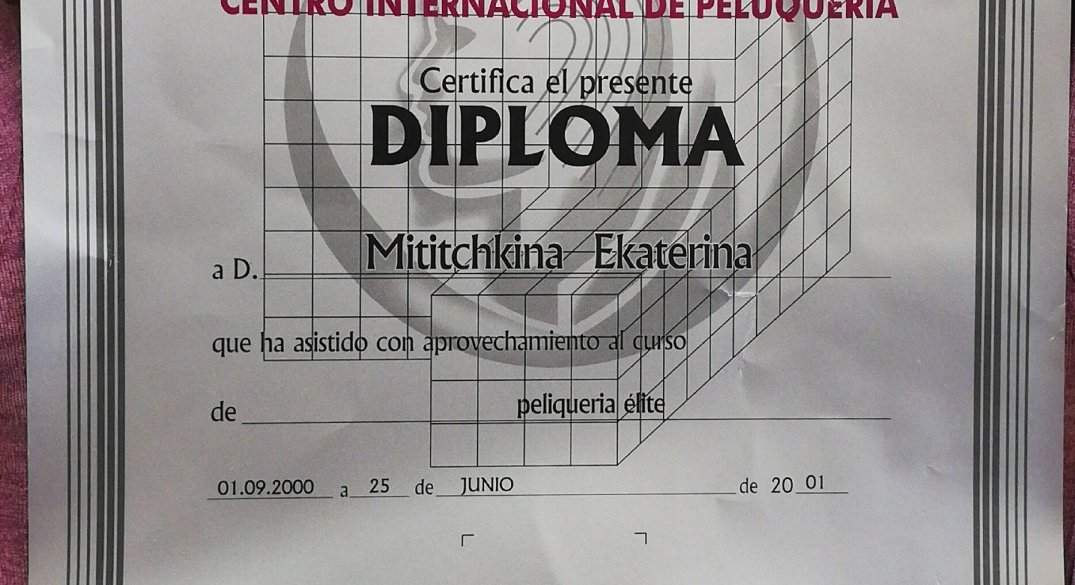 CENTRO INTERNACIONAL DE PELUQUERIA
Certifica el presente
DIPLOMA
a D. Mititchkina Ekaterina
que ha asistido con aprovechamiento al curso
de peliqueria élite
01.09.2000 a 25 de JUNIO de 20 01